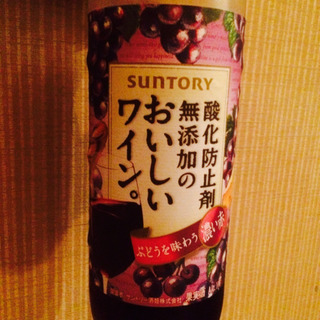 SUNTORY
酸化防止剤
無添加の
おいしい
ワイン。
ぶどうを味わう 濃い赤